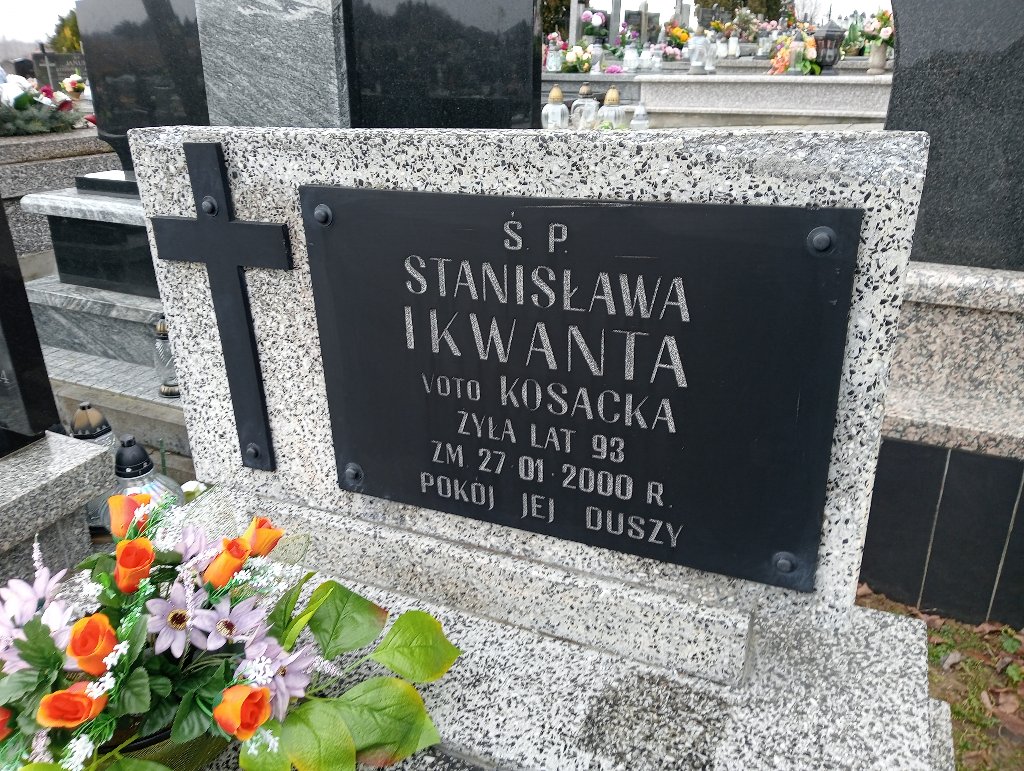 Ś. P.
STANISŁAWA
IKWANTA
VOTO KOSACKA
ŻYŁA LAT 93
ZM. 27.01.2000 R.
POKÓJ JEJ DUSZY